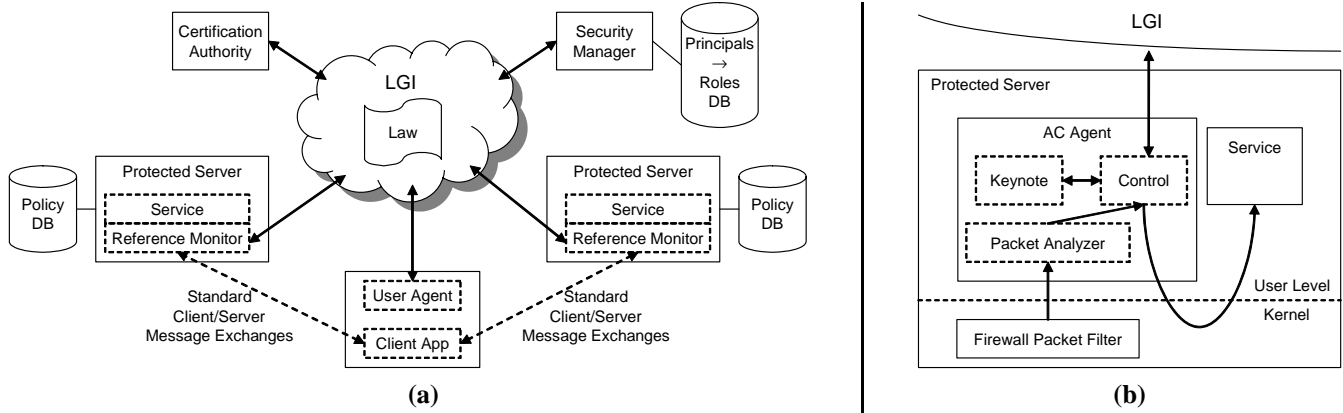 Certification
Authority
LGI
Law
Security
Manager
Principals
→
Roles
DB
Policy
DB
Protected Server
Service
Reference Monitor
Protected Server
Service
Reference Monitor
Policy
DB
Standard
Client/Server
Message Exchanges
User Agent
Client App
Standard
Client/Server
Message Exchanges
(a)
LGI
Protected Server
AC Agent
Keynote
Control
Service
Packet Analyzer
User Level
Kernel
Firewall Packet Filter
(b)